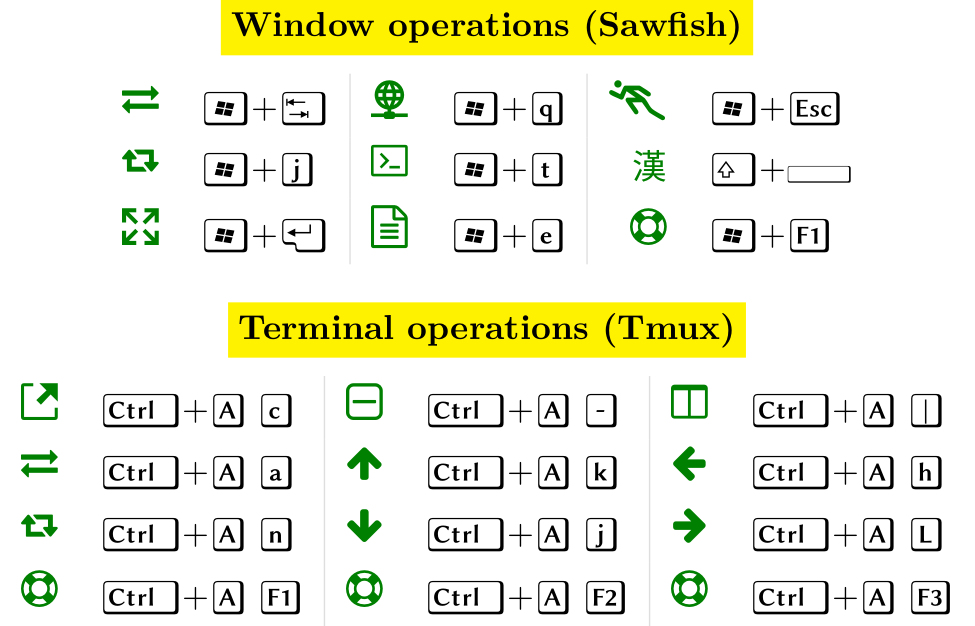 Window operations (Sawfish)
+ + q + Esc
+ j + t 漢 +
+ + e + F1
Terminal operations (Tmux)
Ctrl + A c Ctrl + A - Ctrl + A |
Ctrl + A a Ctrl + A k Ctrl + A h
Ctrl + A n Ctrl + A j Ctrl + A L
Ctrl + A F1 Ctrl + A F2 Ctrl + A F3